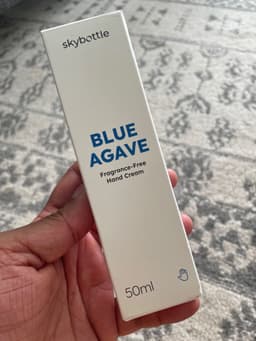 skybottle
BLUE
AGAVE
Fragrance-Free
Hand Cream
50ml